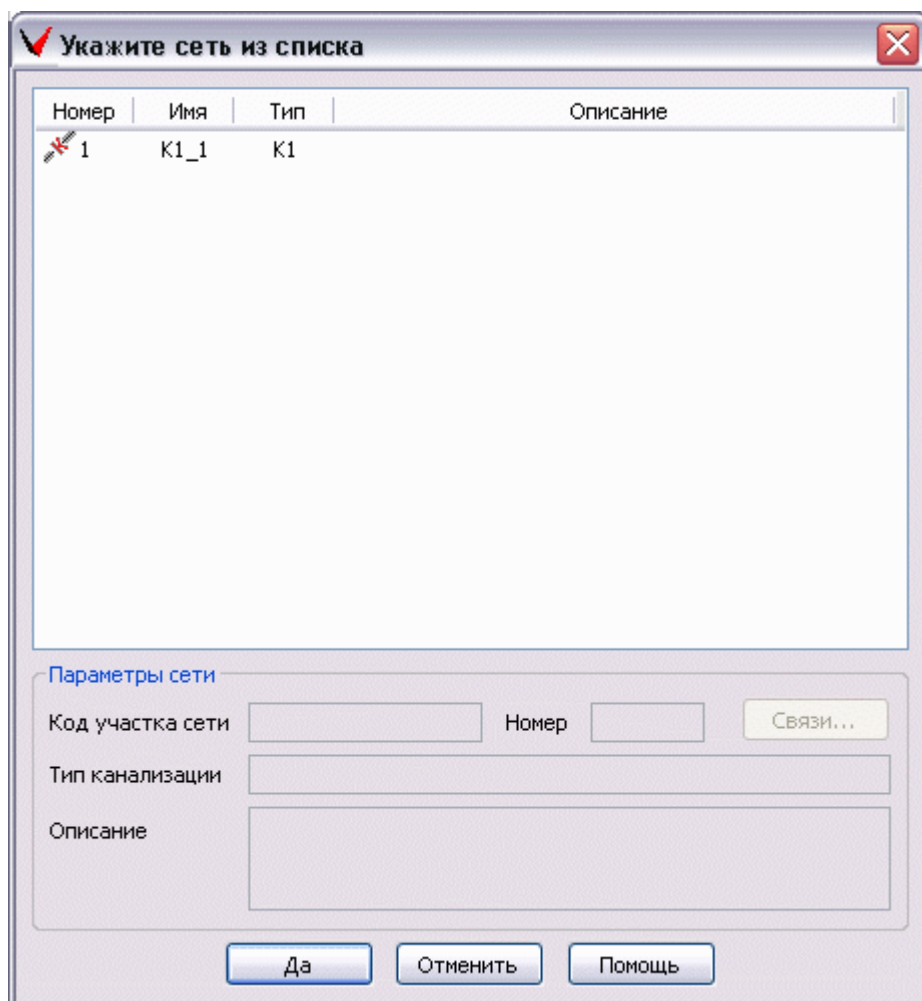 Укажите сеть из списка
Номер Имя Тип Описание
1 K1_1 K1
Параметры сети
Код участка сети Номер Связи...
Тип канализации
Описание
Да Отменить Помощь